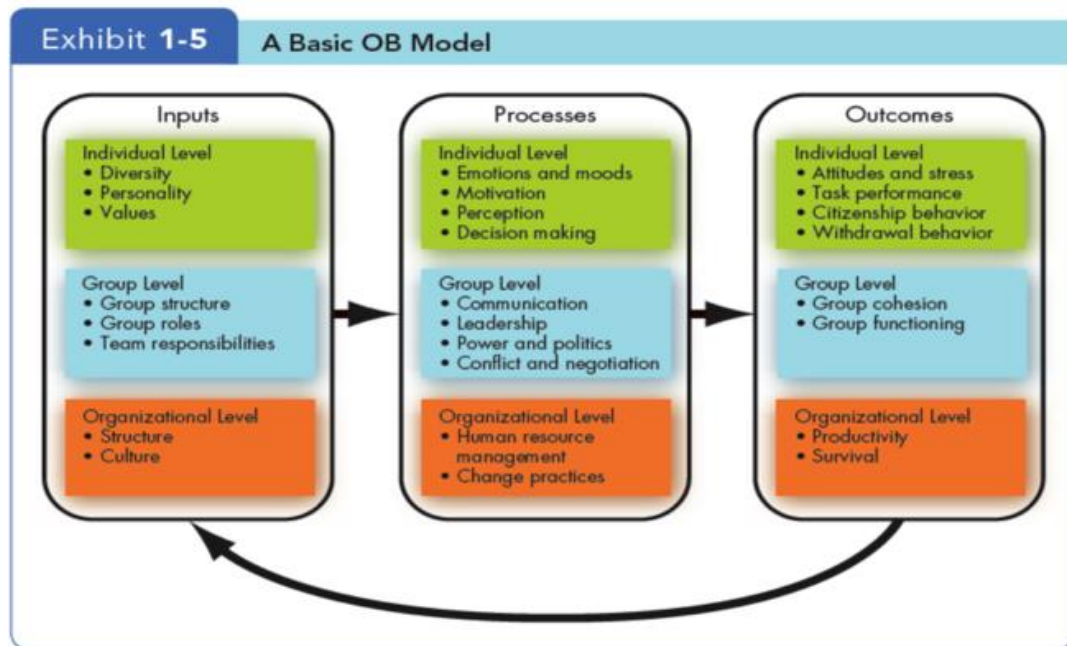 Exhibit 1-5
A Basic OB Model
Inputs
Individual Level
• Diversity
• Personality
• Values
Group Level
• Group structure
• Group roles
• Team responsibilities
Organizational Level
• Structure
• Culture
Processes
Individual Level
• Emotions and moods
• Motivation
• Perception
• Decision making
Group Level
• Communication
• Leadership
• Power and politics
• Conflict and negotiation
Organizational Level
• Human resource
management
• Change practices
Outcomes
Individual Level
• Attitudes and stress
• Task performance
• Citizenship behavior
• Withdrawal behavior
Group Level
• Group cohesion
• Group functioning
Organizational Level
• Productivity
• Survival